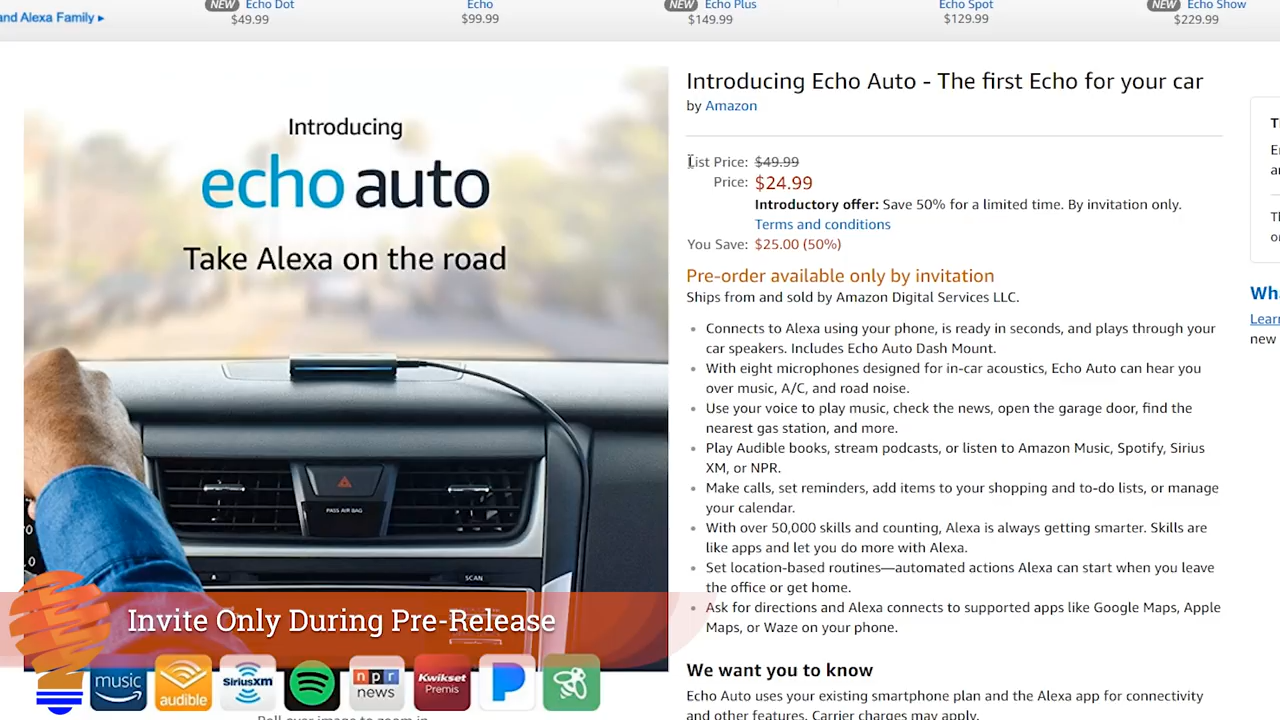 and Alexa Family ▸
NEW Echo Dot
$49.99
Echo
$99.99
NEW Echo Plus
$149.99
Echo Spot
$129.99
NEW Echo Show
$229.99
Introducing
echo auto
Take Alexa on the road
PASS AIR BAG
SCAN
Introducing Echo Auto - The first Echo for your car
by Amazon
List Price: $49.99
Price: $24.99
Introductory offer: Save 50% for a limited time. By invitation only.
Terms and conditions
You Save: $25.00 (50%)
Pre-order available only by invitation
Ships from and sold by Amazon Digital Services LLC.
• Connects to Alexa using your phone, is ready in seconds, and plays through your
car speakers. Includes Echo Auto Dash Mount.
• With eight microphones designed for in-car acoustics, Echo Auto can hear you
over music, A/C, and road noise.
• Use your voice to play music, check the news, open the garage door, find the
nearest gas station, and more.
• Play Audible books, stream podcasts, or listen to Amazon Music, Spotify, Sirius
XM, or NPR.
• Make calls, set reminders, add items to your shopping and to-do lists, or manage
your calendar.
• With over 50,000 skills and counting, Alexa is always getting smarter. Skills are
like apps and let you do more with Alexa.
• Set location-based routines—automated actions Alexa can start when you leave
the office or get home.
• Ask for directions and Alexa connects to supported apps like Google Maps, Apple
Maps, or Waze on your phone.
We want you to know
Echo Auto uses your existing smartphone plan and the Alexa app for connectivity
and other features. Carrier charges may apply.
Invite Only During Pre-Release
music
audible
SiriusXM
npr
news
Kwikset
Premis
Roll over image to zoom in
Learn
new